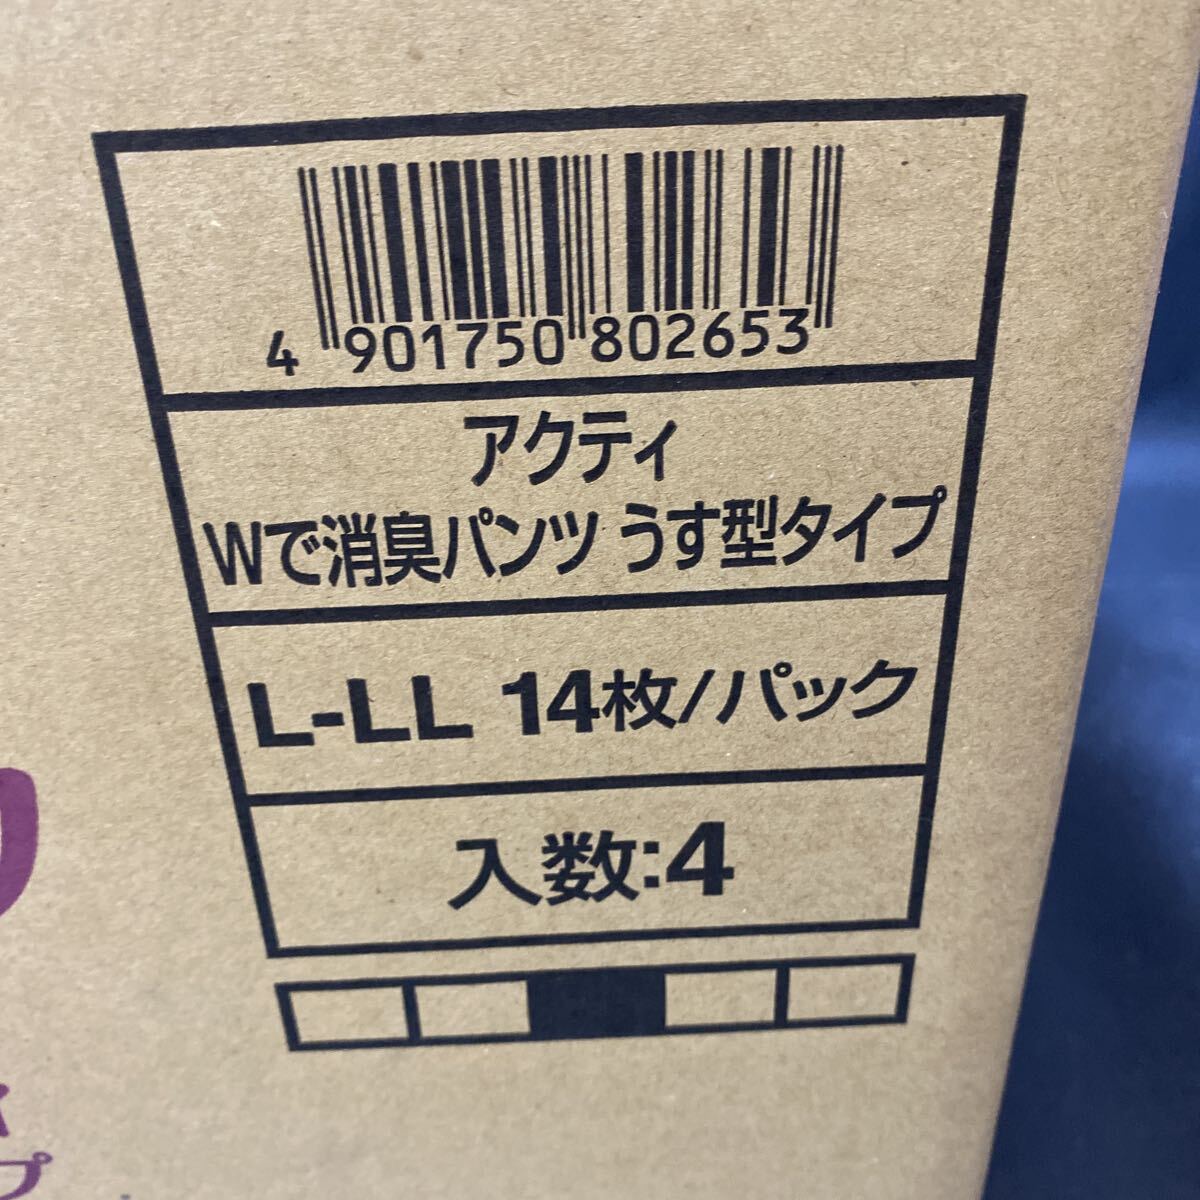 4 901750 802653
アクティ
Wで消臭パンツ うす型タイプ
L-LL 14枚/パック
入数:4
プ